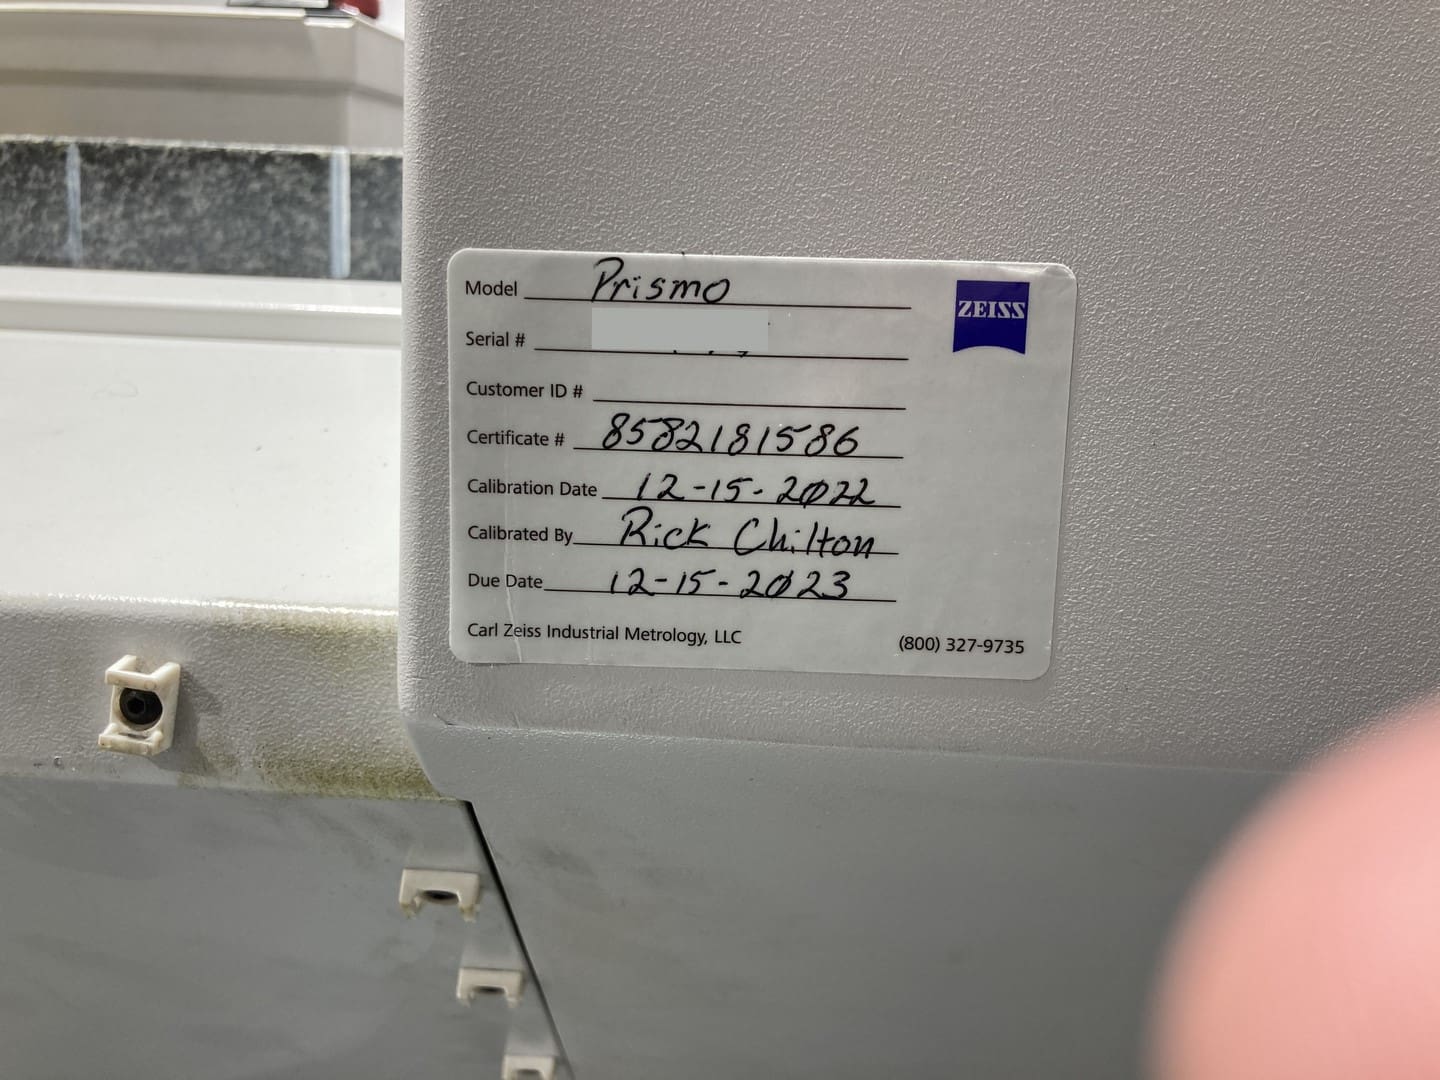 Model Prismo
ZEISS
Serial #
Customer ID #
Certificate # 8582181586
Calibration Date 12-15-2022
Calibrated By Rick Chilton
Due Date 12-15-2023
Carl Zeiss Industrial Metrology, LLC (800) 327-9735